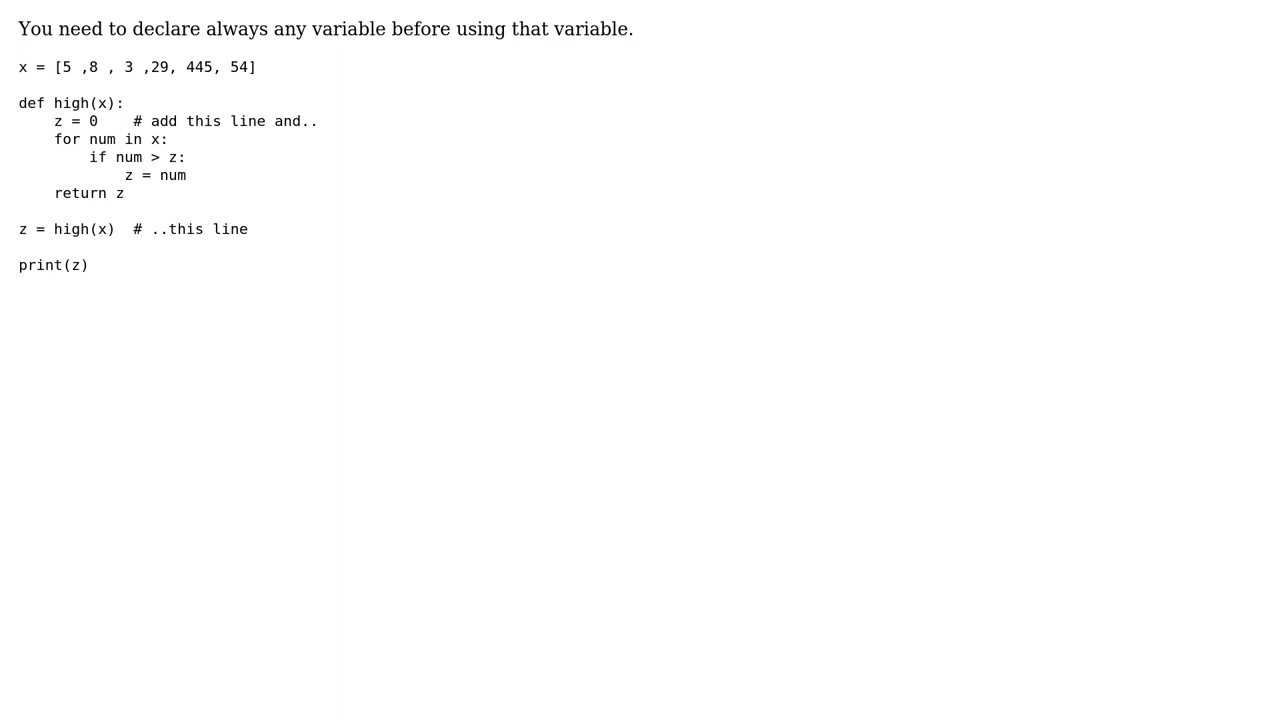 You need to declare always any variable before using that variable.
x = [5 ,8 , 3 ,29, 445, 54]
def high(x):
    z = 0    # add this line and..
    for num in x:
        if num > z:
            z = num
    return z
z = high(x)  # ..this line
print(z)